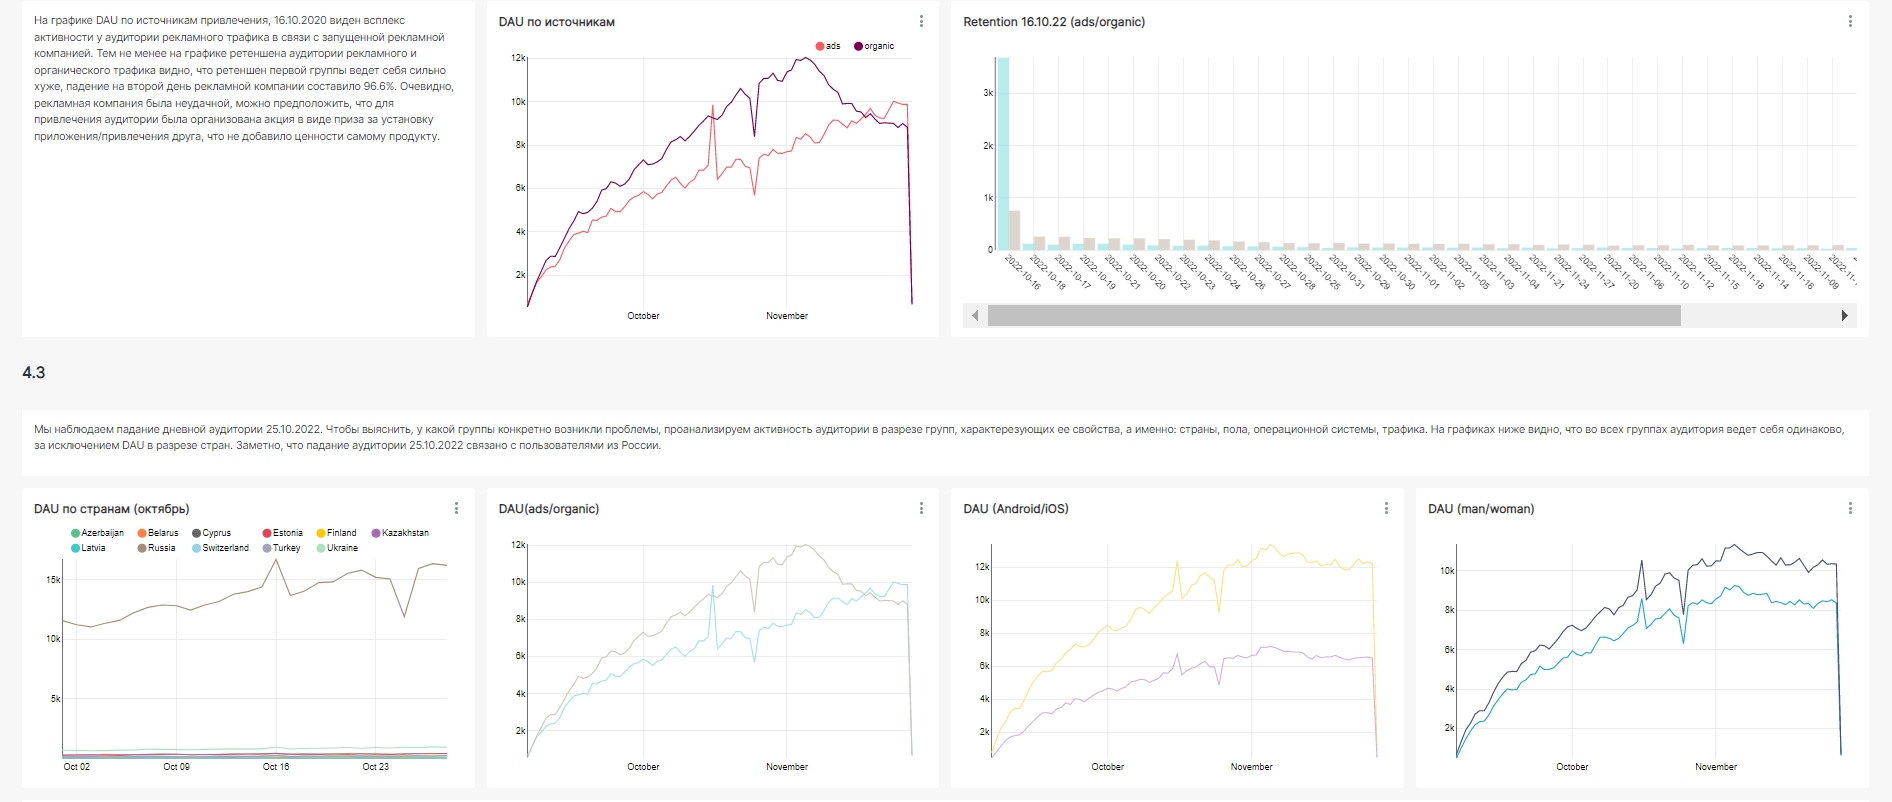 На графике DAU по источникам привлечения, 16.10.2020 виден всплекс
активности у аудитории рекламного трафика в связи с запущенной рекламной
компанией. Тем не менее на графике ретеншена аудитории рекламного и
органического трафика видно, что ретеншен первой группы ведет себя сильно
хуже, падение на второй день рекламной компании составило 96.6%. Очевидно,
рекламная компания была неудачной, можно предположить, что для
привлечения аудитории была организована акция в виде приза за установку
приложения/привлечения друга, что не добавило ценности самому продукту.
DAU по источникам
ads organic
12k
10k
8k
6k
4k
2k
October November
Retention 16.10.22 (ads/organic)
3k
2k
1k
0
2022-10-16 2022-10-18 2022-10-17 2022-10-19 2022-10-21 2022-10-20 2022-10-22 2022-10-23 2022-10-24 2022-10-26 2022-10-27 2022-10-28 2022-10-25 2022-10-31 2022-10-29 2022-10-30 2022-11-01 2022-11-02 2022-11-05 2022-11-03 2022-11-04 2022-11-21 2022-11-24 2022-11-27 2022-11-20 2022-11-06 2022-11-10 2022-11-12 2022-11-15 2022-11-18 2022-11-14 2022-11-16 2022-11-09
4.3
Мы наблюдаем падание дневной аудитории 25.10.2022. Чтобы выяснить, у какой группы конкретно возникли проблемы, проанализируем активность аудитории в разрезе групп, характерезующих ее свойства, а именно: страны, пола, операционной системы, трафика. На графиках ниже видно, что во всех группах аудитория ведет себя одинаково,
за исключением DAU в разрезе стран. Заметно, что падание аудитории 25.10.2022 связано с пользователями из России.
DAU по странам (октябрь)
Azerbaijan Belarus Cyprus Estonia Finland Kazakhstan
Latvia Russia Switzerland Turkey Ukraine
15k
10k
5k
Oct 02 Oct 09 Oct 16 Oct 23
DAU(ads/organic)
12k
10k
8k
6k
4k
2k
October November
DAU (Android/iOS)
12k
10k
8k
6k
4k
2k
October November
DAU (man/woman)
10k
8k
6k
4k
2k
October November